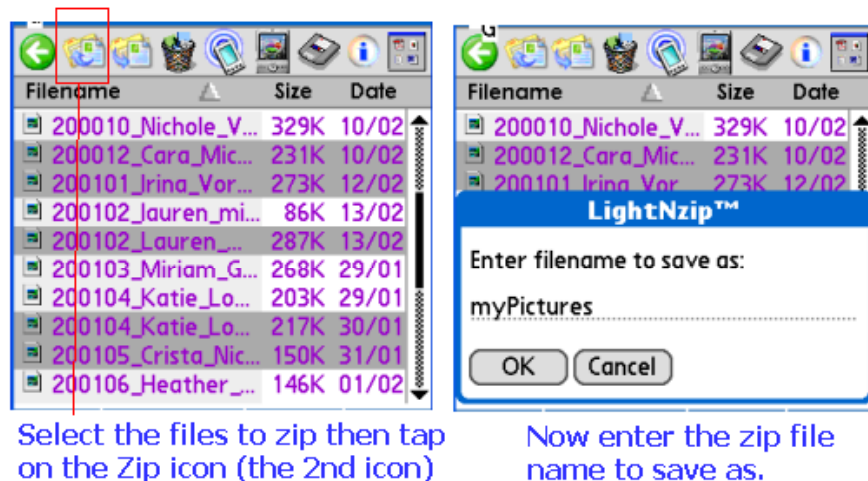 Filename Size Date
200010_Nichole_V... 329K 10/02
200012_Cara_Mic... 231K 10/02
200101_Irina_Vor... 273K 12/02
200102_lauren_mi... 86K 13/02
200102_Lauren_... 287K 13/02
200103_Miriam_G... 268K 29/01
200104_Katie_Lo... 203K 29/01
200104_Katie_Lo... 217K 30/01
200105_Crista_Nic... 150K 31/01
200106_Heather_... 146K 01/02
Select the files to zip then tap
on the Zip icon (the 2nd icon)
G
Filename Size Date
200010_Nichole_V... 329K 10/02
200012_Cara_Mic... 231K 10/02
200101_Irina_Vor... 273K 12/02
LightNzip™
Enter filename to save as:
myPictures
OK Cancel
Now enter the zip file
name to save as.